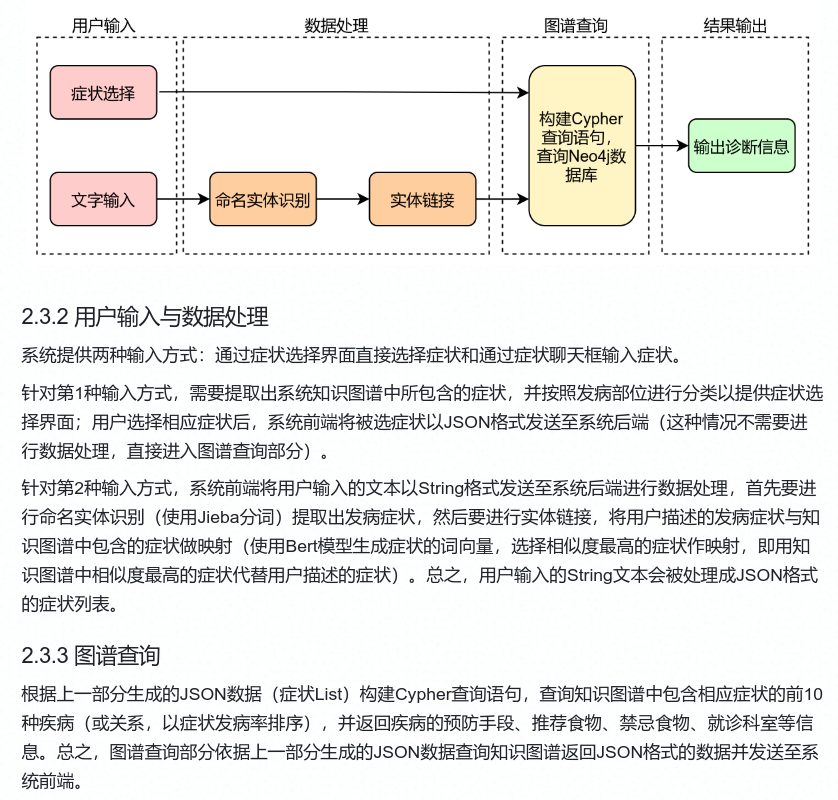 用户输入
数据处理
图谱查询
结果输出
症状选择
文字输入
命名实体识别
实体链接
构建Cypher
查询语句，
查询Neo4j数
据库
输出诊断信息
2.3.2 用户输入与数据处理
系统提供两种输入方式：通过症状选择界面直接选择症状和通过症状聊天框输入症状。
针对第1种输入方式，需要提取出系统知识图谱中所包含的症状，并按照发病部位进行分类以提供症状选
择界面；用户选择相应症状后，系统前端将被选症状以JSON格式发送至系统后端（这种情况不需要进
行数据处理，直接进入图谱查询部分）。
针对第2种输入方式，系统前端将用户输入的文本以String格式发送至系统后端进行数据处理，首先要进
行命名实体识别（使用Jieba分词）提取出发病症状，然后要进行实体链接，将用户描述的发病症状与知
识图谱中包含的症状做映射（使用Bert模型生成症状的词向量，选择相似度最高的症状作映射，即用知
识图谱中相似度最高的症状代替用户描述的症状）。总之，用户输入的String文本会被处理成JSON格式
的症状列表。
2.3.3 图谱查询
根据上一部分生成的JSON数据（症状List）构建Cypher查询语句，查询知识图谱中包含相应症状的前10
种疾病（或关系，以症状发病率排序），并返回疾病的预防手段、推荐食物、禁忌食物、就诊科室等信
息。总之，图谱查询部分依据上一部分生成的JSON数据查询知识图谱返回JSON格式的数据并发送至系
统前端。